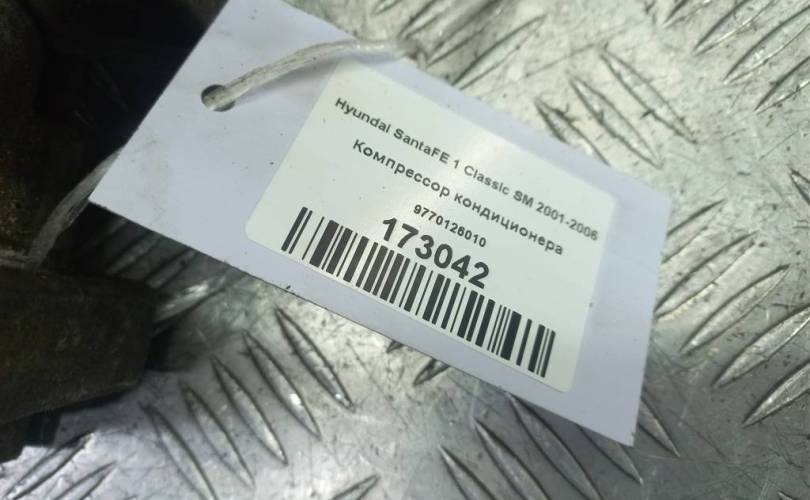 Hyundai SantaFE 1 Classic SM 2001-2006
Компрессор кондиционера
9770126010
173042